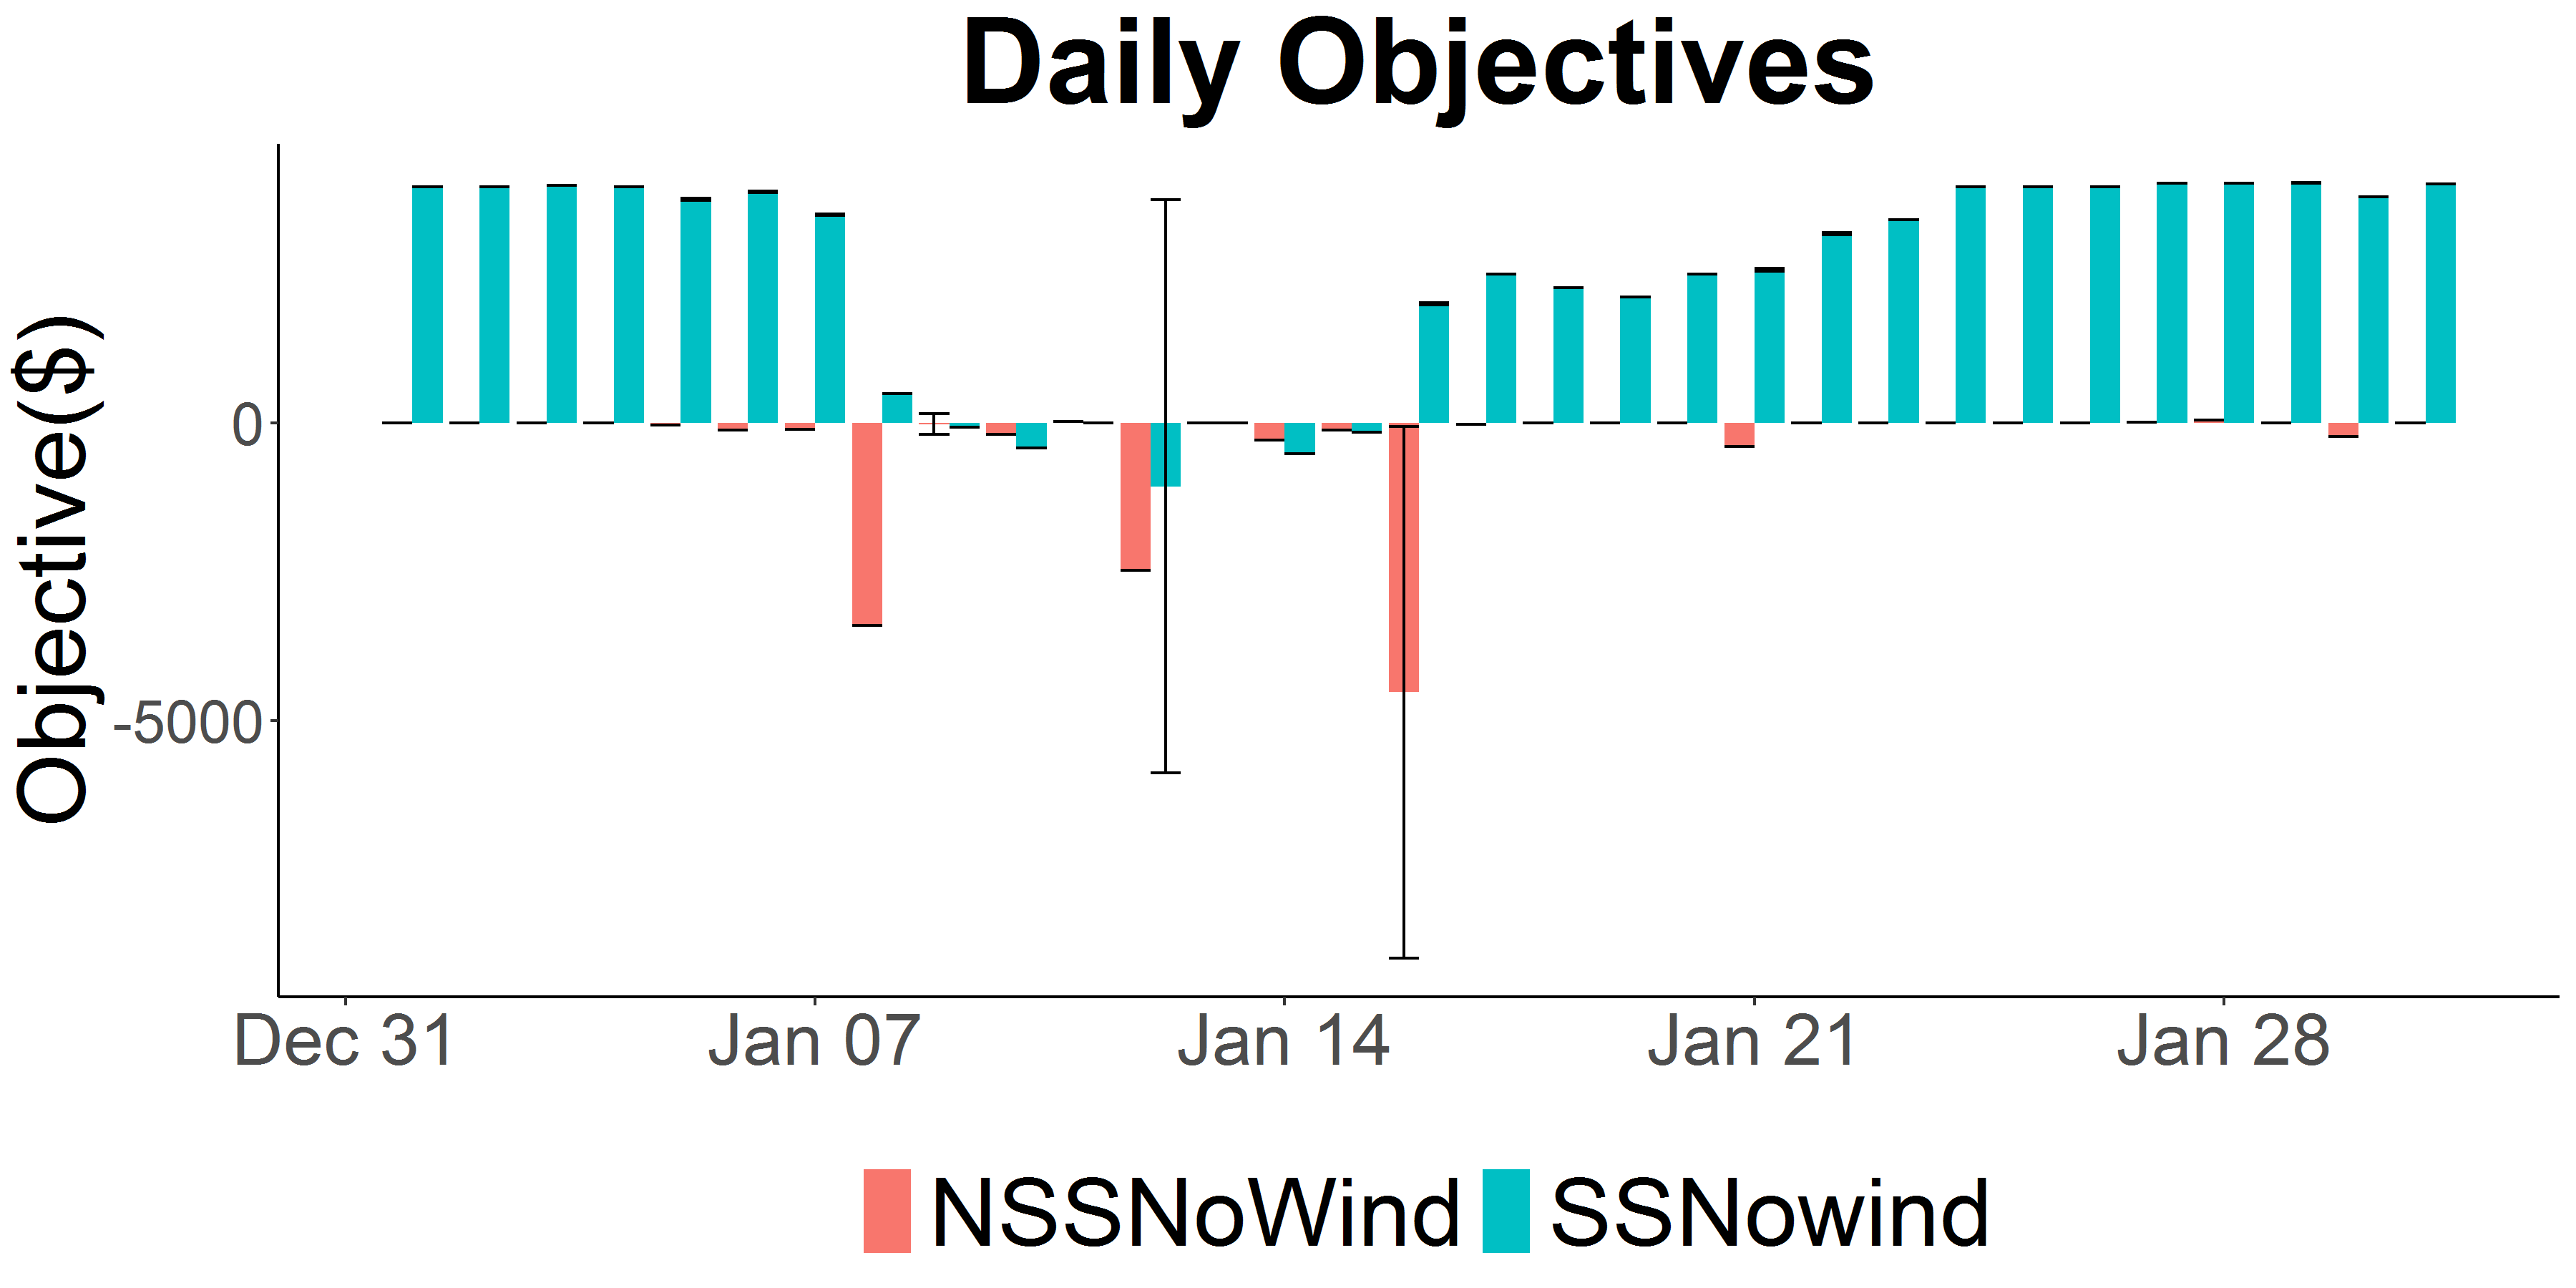 Daily Objectives
Objective($)
0
-5000
Dec 31 Jan 07 Jan 14 Jan 21 Jan 28
NSSNoWind SSNowind